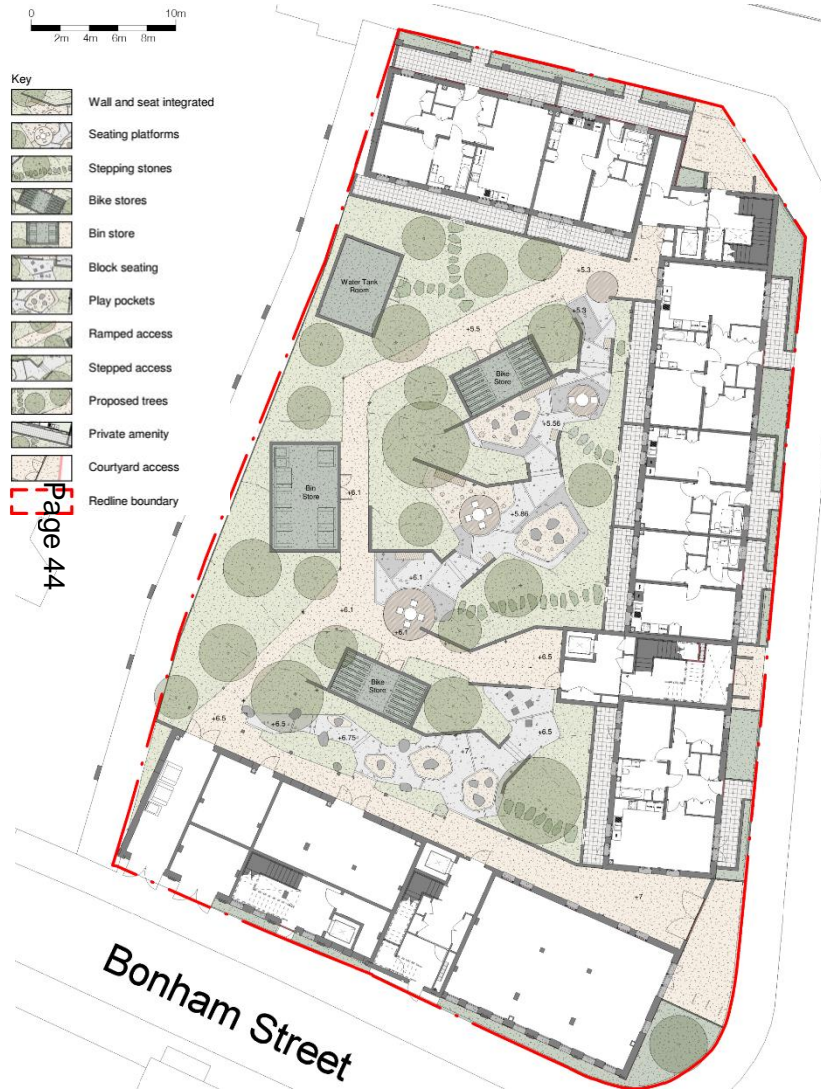 0 10m
2m 4m 6m 8m
Key
Wall and seat integrated
Seating platforms
Stepping stones
Bike stores
Bin store
Block seating
Play pockets
Ramped access
Stepped access
Proposed trees
Private amenity
Courtyard access
Redline boundary
Page 44
Water Tank
Room
+5.3
+5.3
+5.5
Bike
Store
+5.56
Bin
Store
+6.1
+5.86
+6.1
+6.1
+6.1
+6.5
Bike
Store
+6.5
+6.5
+6.75
+7
+6.5
+7
Bonham Street